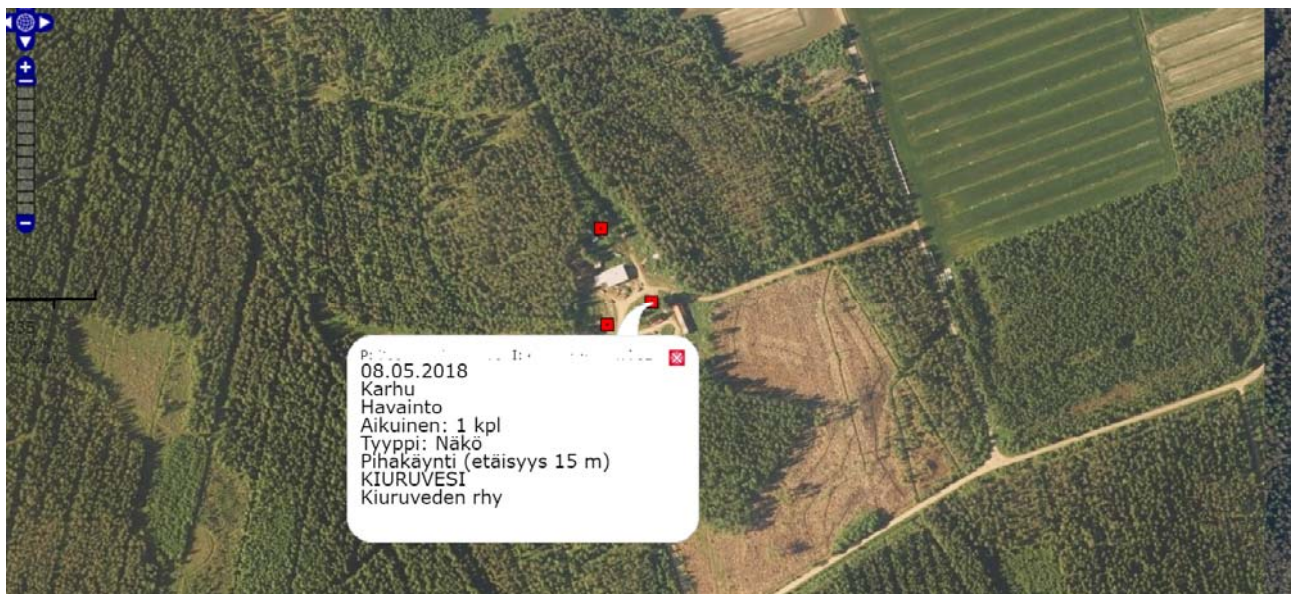 08.05.2018
Karhu
Havainto
Aikuinen: 1 kpl
Tyyppi: Näkö
Pihakäynti (etäisyys 15 m)
KIURUVESI
Kiuruveden rhy